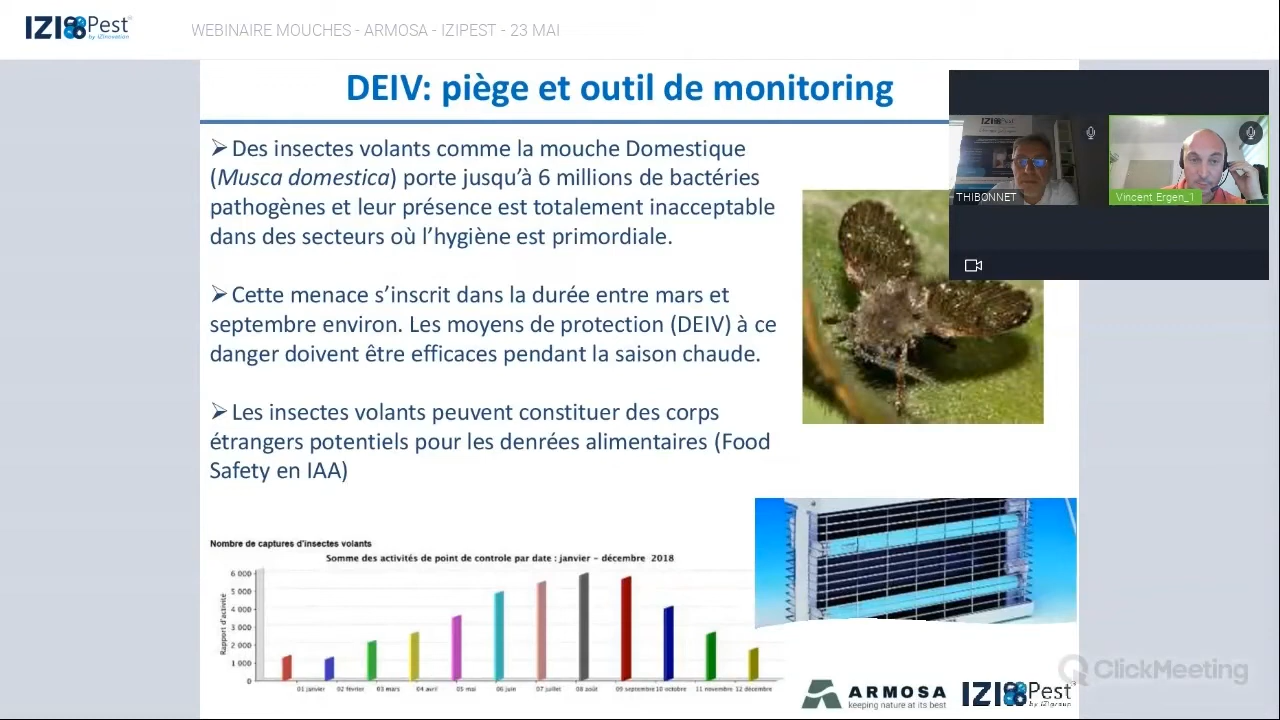 IZI Pest
by iZinovation
WEBINAIRE MOUCHES - ARMOSA - IZIPEST - 23 MAI
DEIV: piège et outil de monitoring
➢Des insectes volants comme la mouche Domestique
(Musca domestica) porte jusqu'à 6 millions de bactéries
pathogènes et leur présence est totalement inacceptable
dans des secteurs où l'hygiène est primordiale.
➢Cette menace s'inscrit dans la durée entre mars et
septembre environ. Les moyens de protection (DEIV) à ce
danger doivent être efficaces pendant la saison chaude.
➢Les insectes volants peuvent constituer des corps
étrangers potentiels pour les denrées alimentaires (Food
Safety en IAA)
THIBONNET
Vincent Ergen_1
Nombre de captures d'insectes volants
Somme des activités de point de controle par date : janvier - décembre 2018
Rapport d'activité
6 000
5 000
4 000
3 000
2 000
1 000
0
01 janvier 02 février 03 mars 04 avril 05 mai 06 juin 07 juillet 08 août 09 septembre 10 octobre 11 novembre 12 décembre
ClickMeeting
ARMOSA
keeping nature at its best
IZI Pest
by iZIgroup